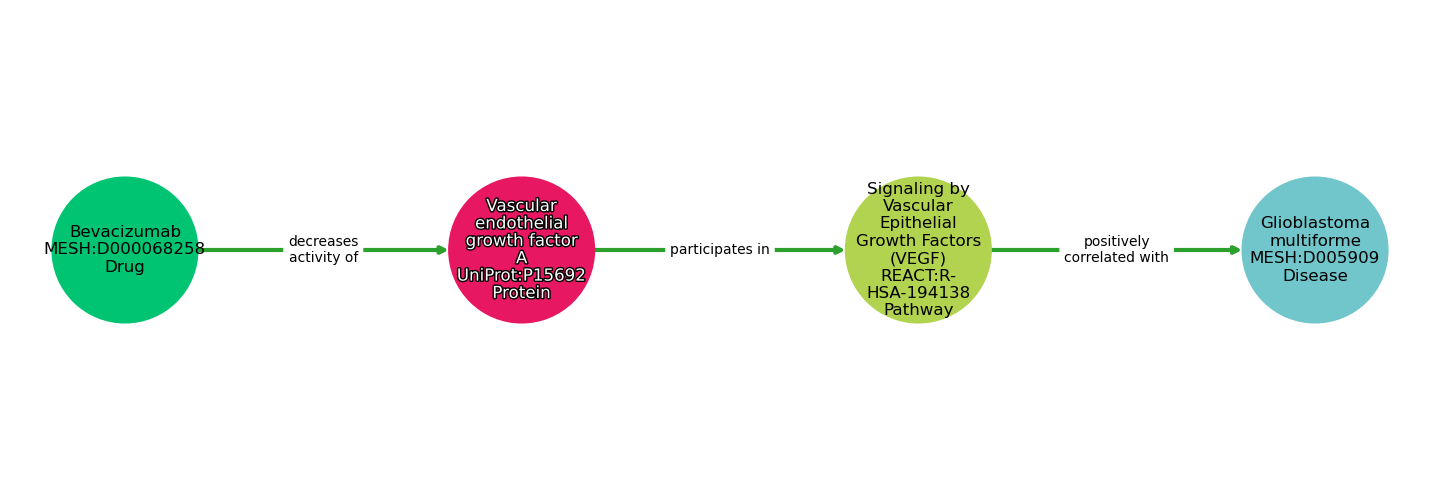 Bevacizumab
MESH:D000068258
Drug
decreases
activity of
Vascular
endothelial
growth factor
A
UniProt:P15692
Protein
participates in
Signaling by
Vascular
Epithelial
Growth Factors
(VEGF)
REACT:R-
HSA-194138
Pathway
positively
correlated with
Glioblastoma
multiforme
MESH:D005909
Disease